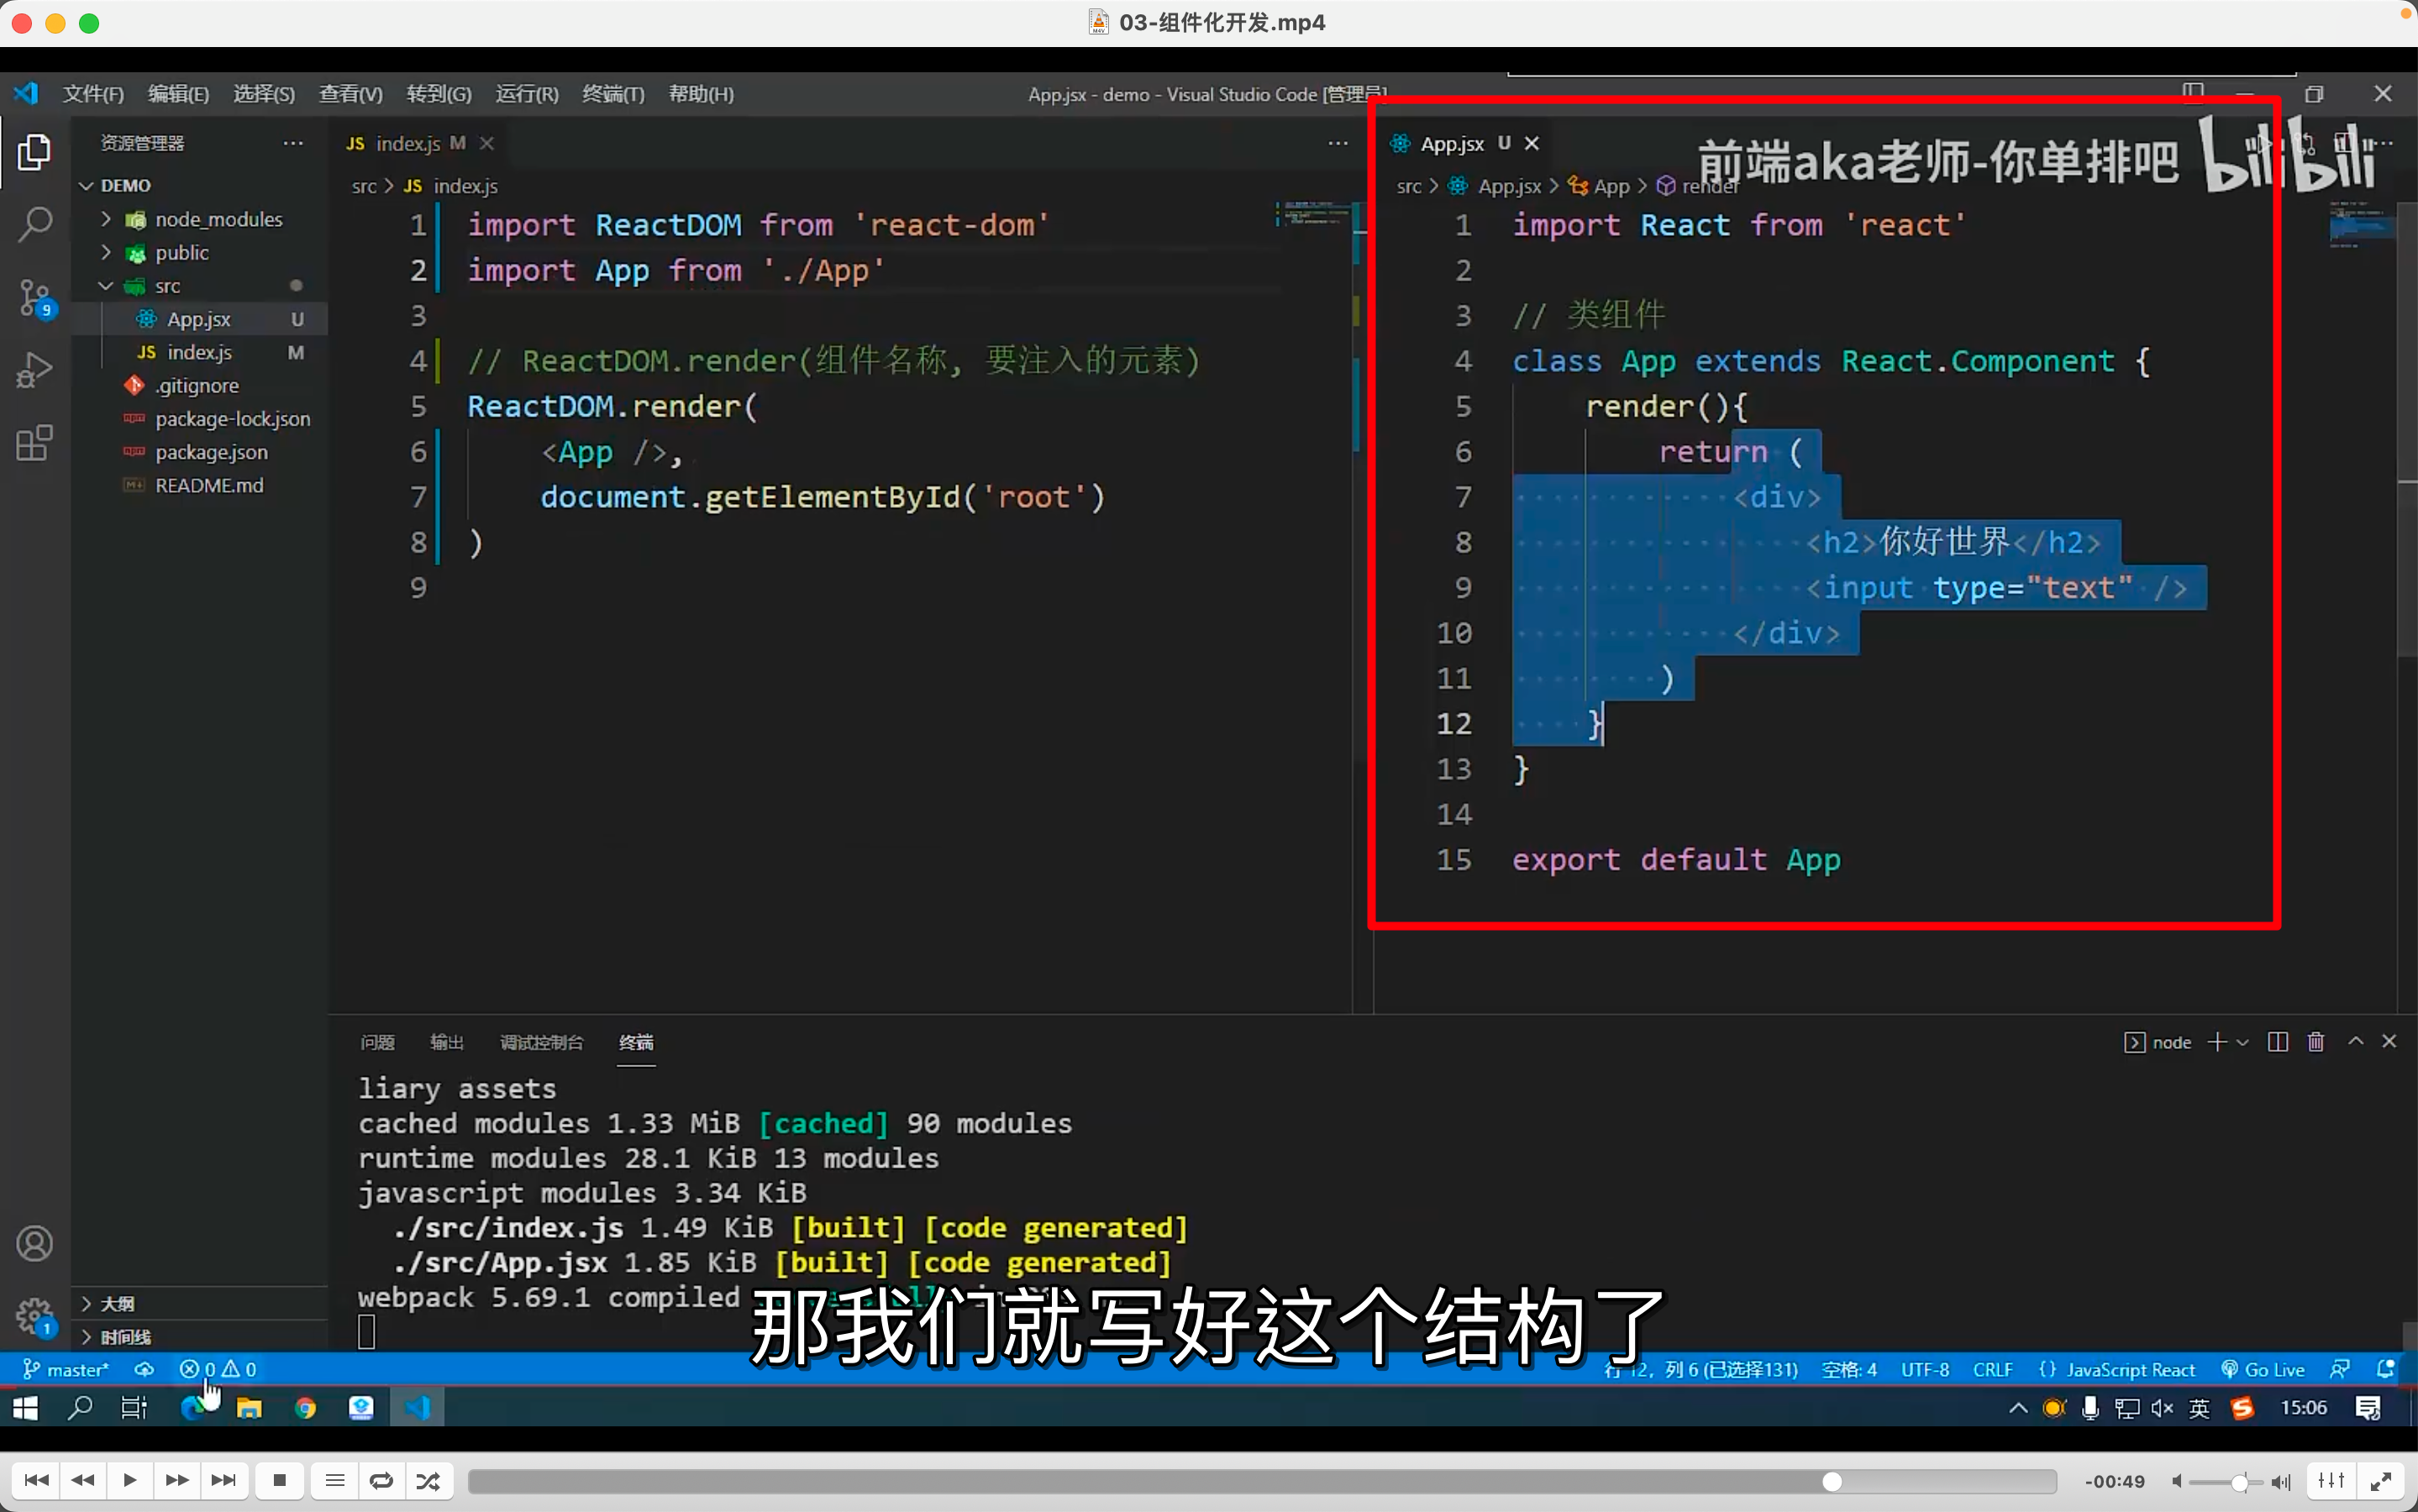 03-组件化开发.mp4
文件(F) 编辑(E) 选择(S) 查看(V) 转到(G) 运行(R) 终端(T) 帮助(H)
App.jsx - demo - Visual Studio Code [管理员]
资源管理器
DEMO
node_modules
public
src
App.jsx U
JS index.js M
.gitignore
package-lock.json
package.json
README.md
大纲
时间线
JS index.js M
src > JS index.js
1 import ReactDOM from 'react-dom'
2 import App from './App'
3
4 // ReactDOM.render(组件名称, 要注入的元素)
5 ReactDOM.render(
6 <App />,
7 document.getElementById('root')
8 )
9
App.jsx U
前端aka老师-你单排吧 bilibili
src > App.jsx > App > render
1 import React from 'react'
2
3 // 类组件
4 class App extends React.Component {
5 render(){
6 return (
7 <div>
8 <h2>你好世界</h2>
9 <input type="text" />
10 </div>
11 )
12 }
13 }
14
15 export default App
问题 输出 调试控制台 终端
node
liary assets
cached modules 1.33 MiB [cached] 90 modules
runtime modules 28.1 KiB 13 modules
javascript modules 3.34 KiB
./src/index.js 1.49 KiB [built] [code generated]
./src/App.jsx 1.85 KiB [built] [code generated]
webpack 5.69.1 compiled
那我们就写好这个结构了
9
1
master* 0 0
行 12, 列 6 (已选择131) 空格: 4 UTF-8 CRLF {} JavaScript React Go Live
英 15:06
-00:49